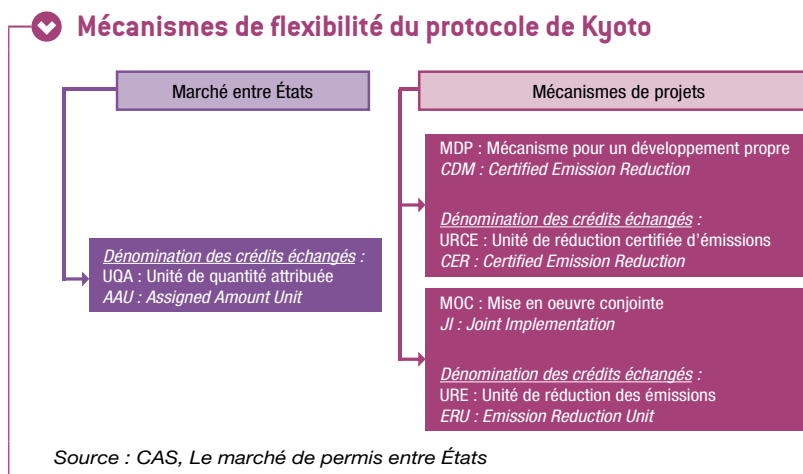 Mécanismes de flexibilité du protocole de Kyoto
Marché entre États
Dénomination des crédits échangés :
UQA : Unité de quantité attribuée
AAU : Assigned Amount Unit
Mécanismes de projets
MDP : Mécanisme pour un développement propre
CDM : Certified Emission Reduction
Dénomination des crédits échangés :
URCE : Unité de réduction certifiée d'émissions
CER : Certified Emission Reduction
MOC : Mise en oeuvre conjointe
JI : Joint Implementation
Dénomination des crédits échangés :
URE : Unité de réduction des émissions
ERU : Emission Reduction Unit
Source : CAS, Le marché de permis entre États